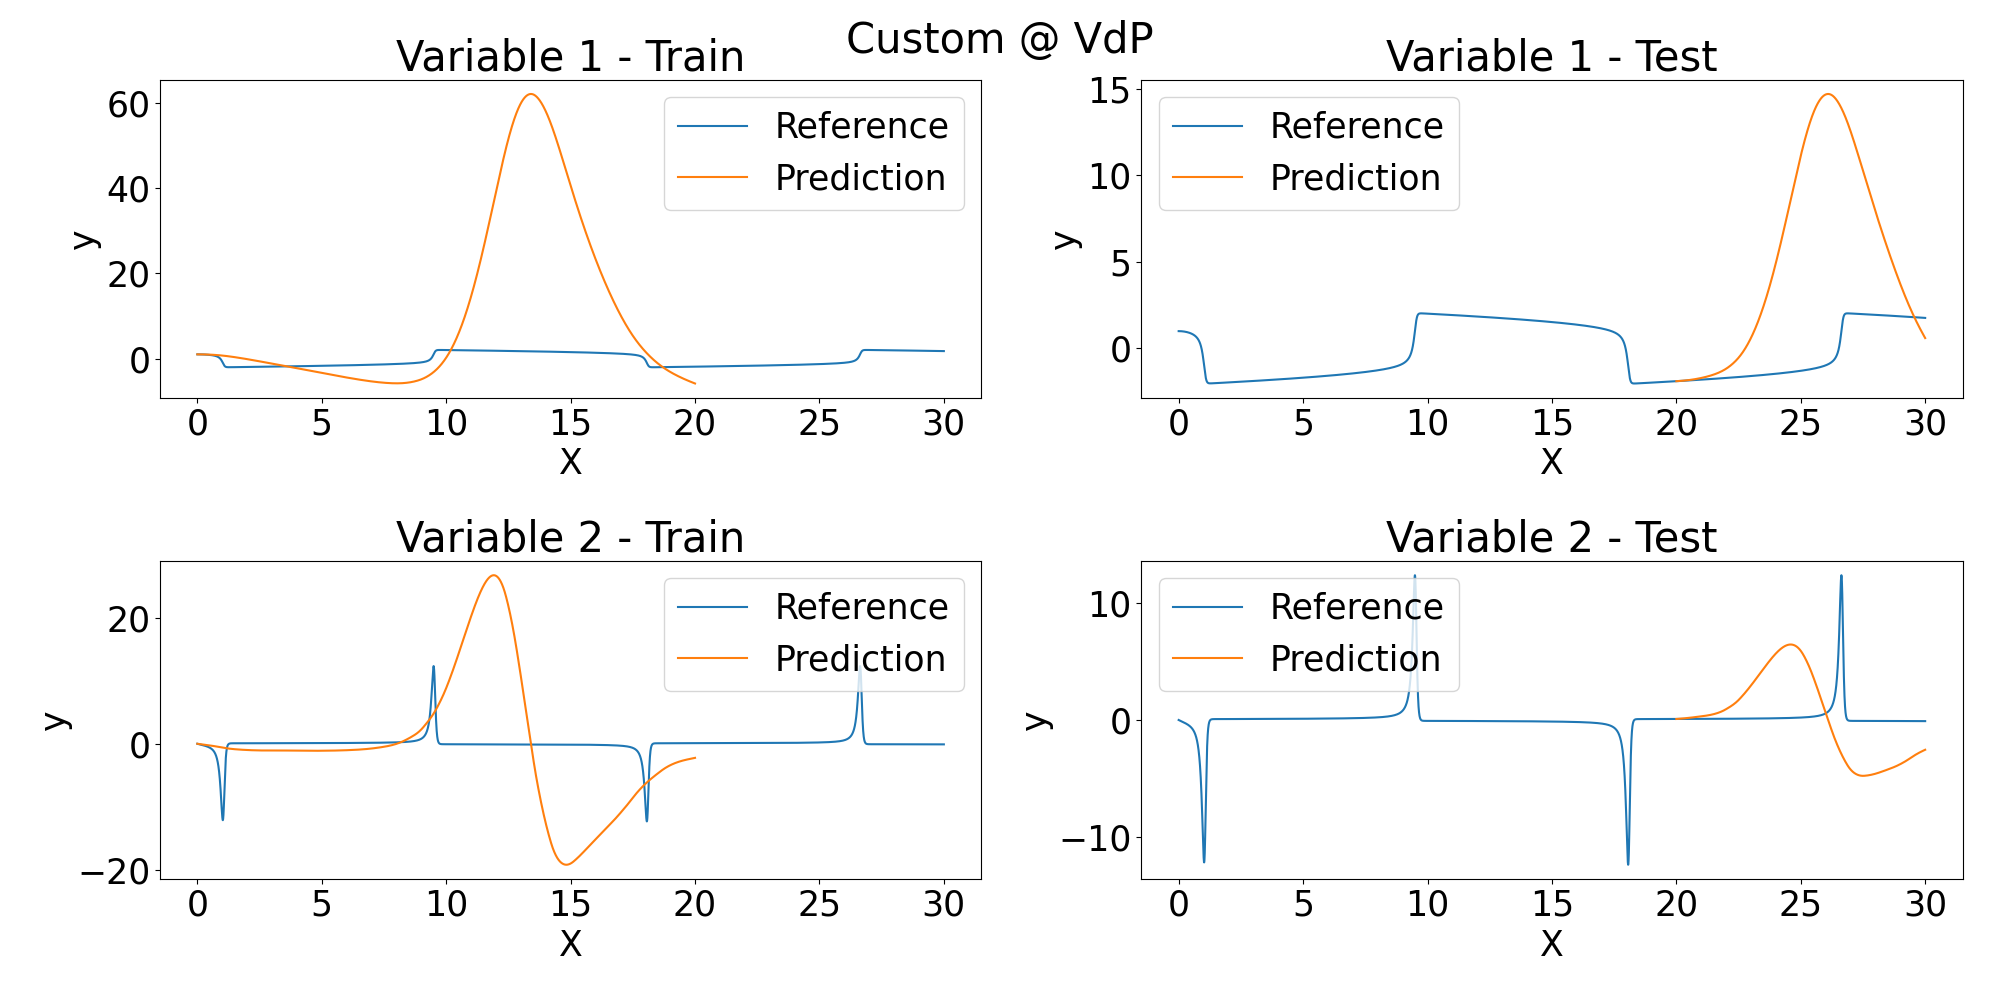 Custom @ VdP
Variable 1 - Train
60
40
20
0
y
0 5 10 15 20 25 30
X
Reference
Prediction
Variable 1 - Test
15
10
5
0
y
0 5 10 15 20 25 30
X
Reference
Prediction
Variable 2 - Train
20
0
−20
y
0 5 10 15 20 25 30
X
Reference
Prediction
Variable 2 - Test
10
0
−10
y
0 5 10 15 20 25 30
X
Reference
Prediction